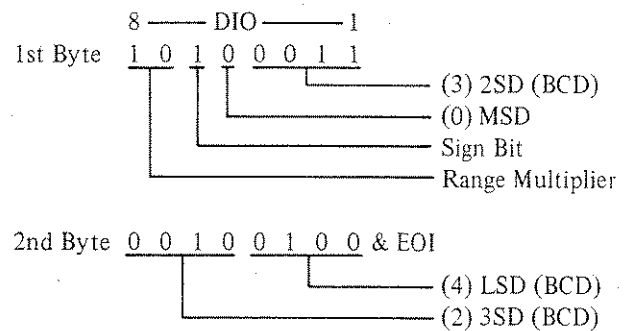 8 DIO 1
1st Byte 1 0 1 0 0 0 1 1
(3) 2SD (BCD)
(0) MSD
Sign Bit
Range Multiplier
2nd Byte 0 0 1 0 0 1 0 0 & EOI
(4) LSD (BCD)
(2) 3SD (BCD)